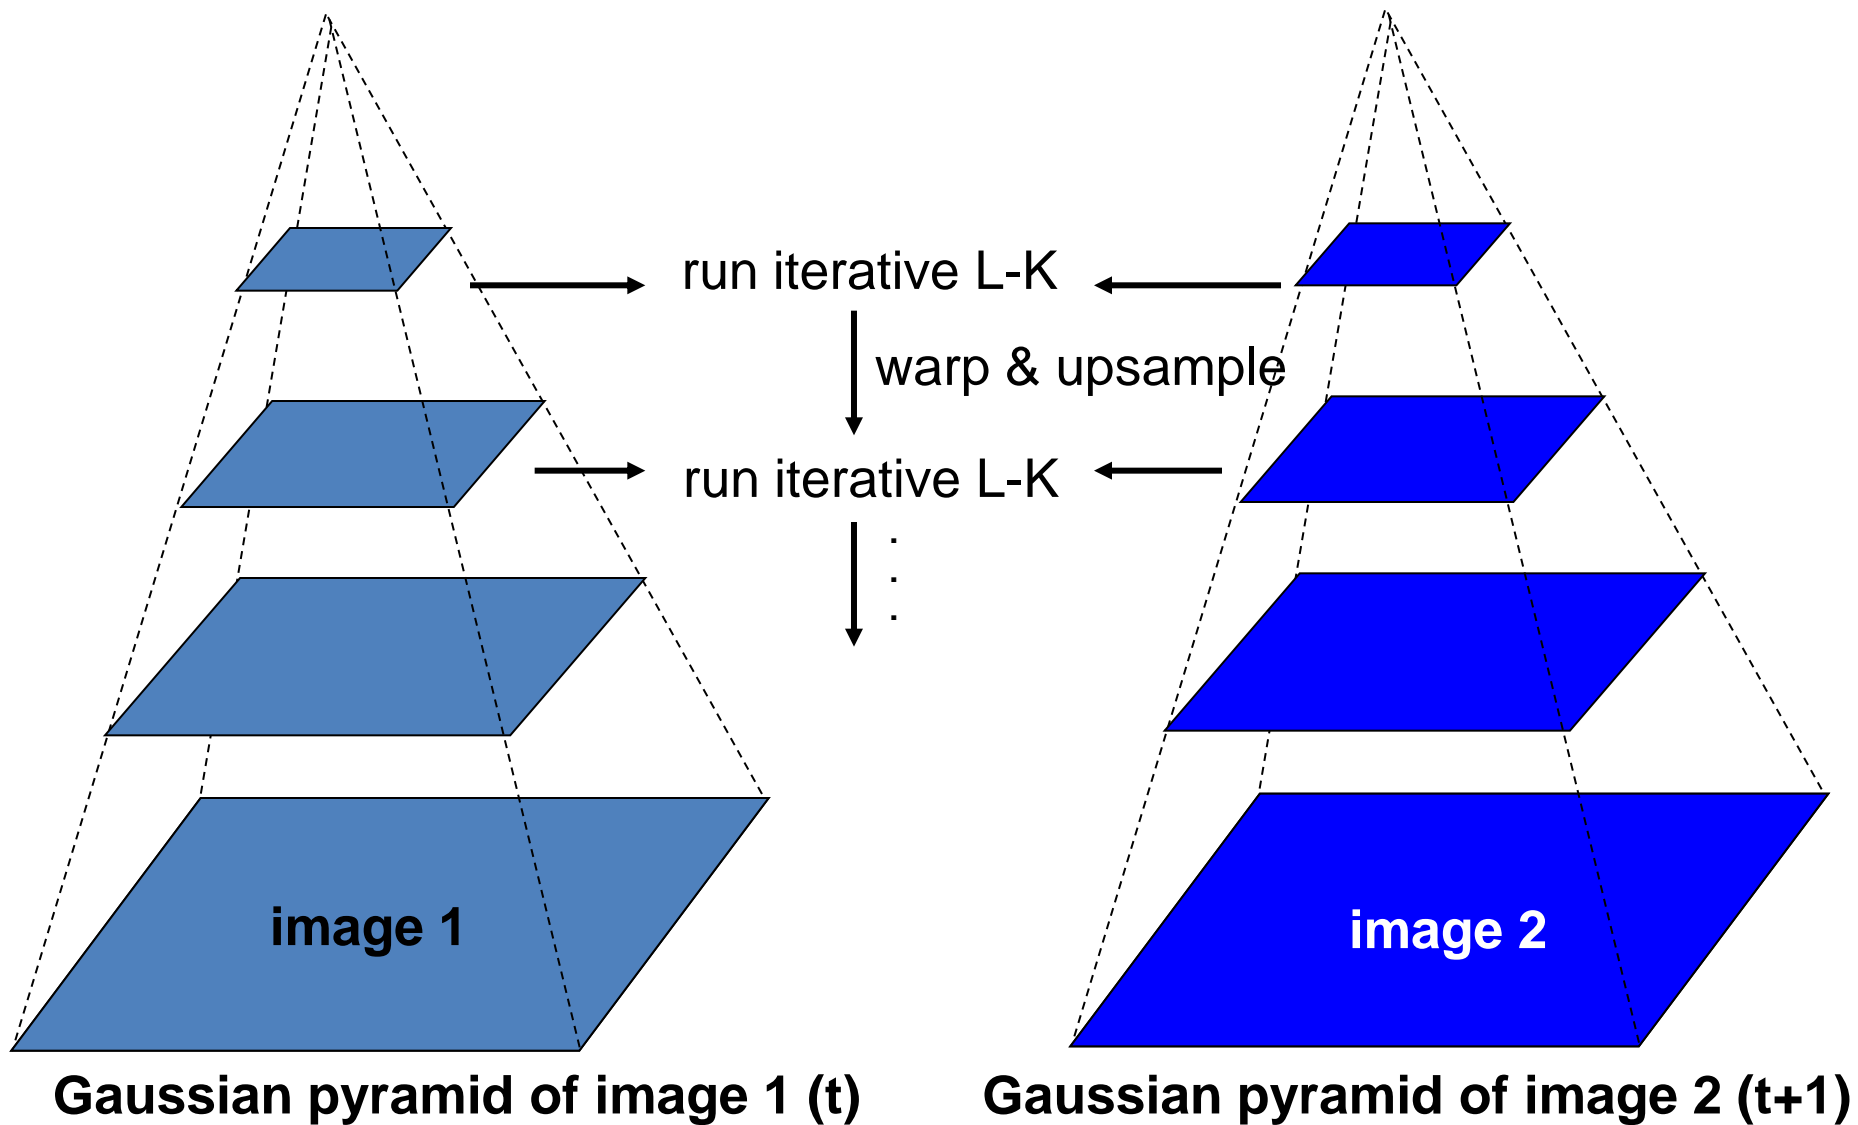 run iterative L-K
warp & upsample
run iterative L-K
.
.
.
image 1
image 2
Gaussian pyramid of image 1 (t)
Gaussian pyramid of image 2 (t+1)